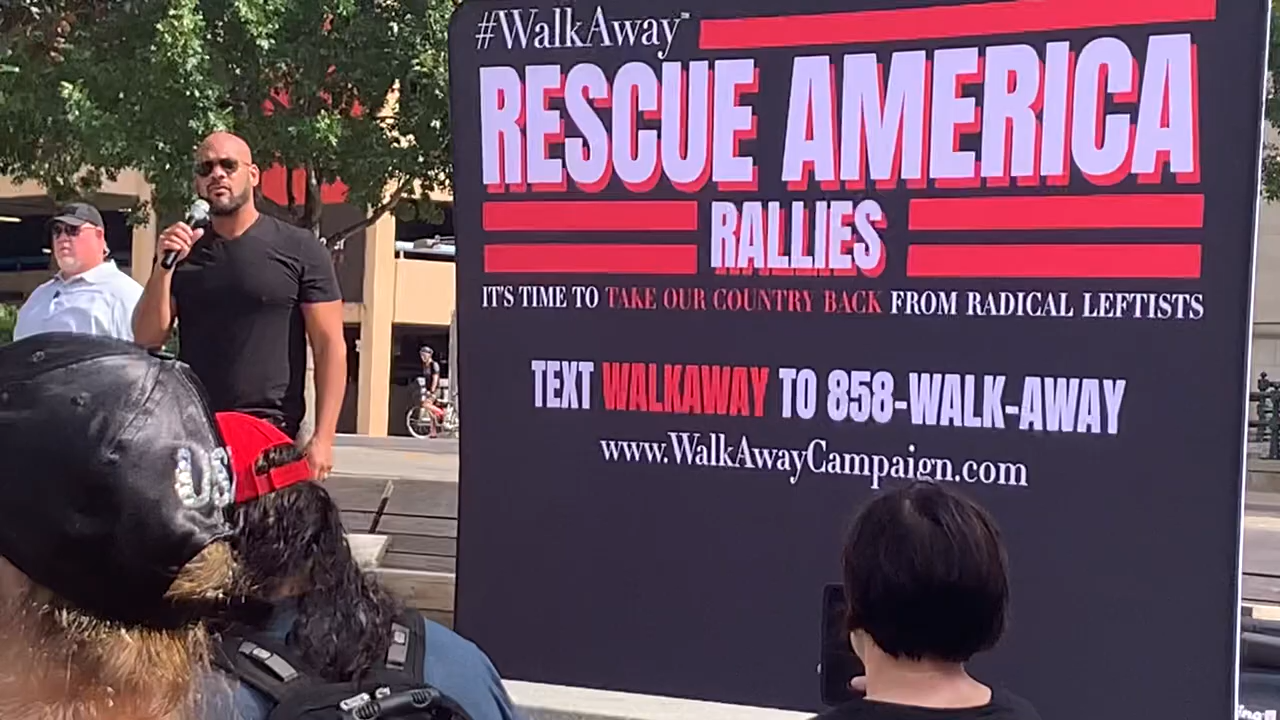 #WalkAway™
RESCUE AMERICA
RALLIES
IT'S TIME TO TAKE OUR COUNTRY BACK FROM RADICAL LEFTISTS
TEXT WALKAWAY TO 858-WALK-AWAY
www.WalkAwayCampaign.com